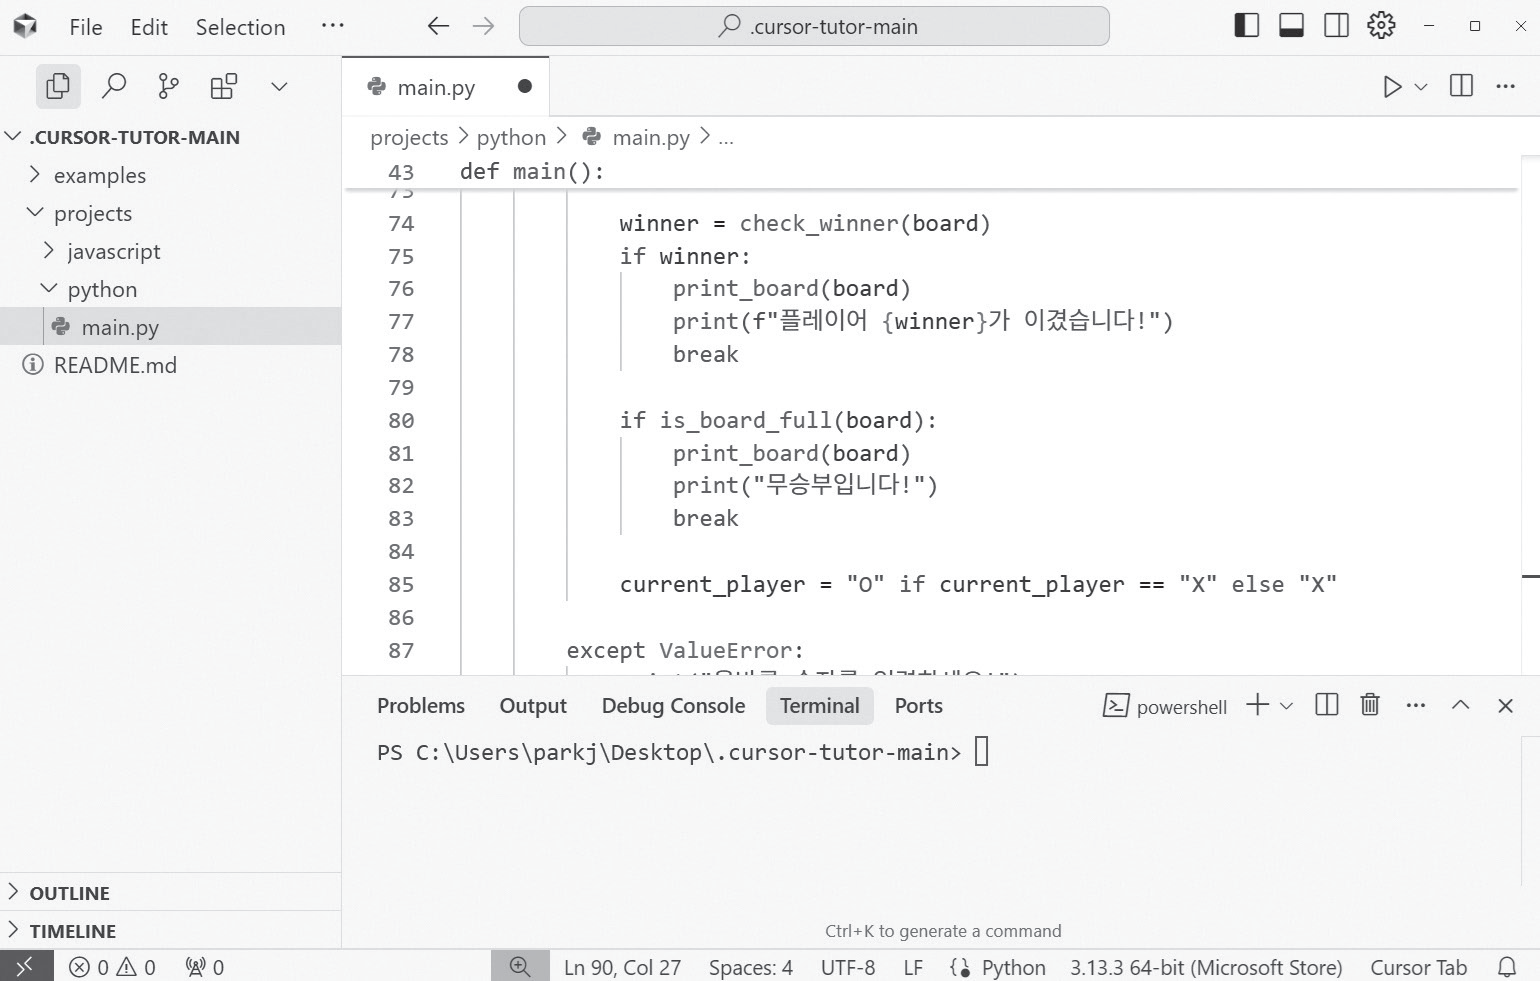 File Edit Selection ··· .cursor-tutor-main
main.py
.CURSOR-TUTOR-MAIN
examples
projects
javascript
python
main.py
README.md
OUTLINE
TIMELINE
projects > python > main.py > ...
43 def main():
73
74 winner = check_winner(board)
75 if winner:
76 print_board(board)
77 print(f"플레이어 {winner}가 이겼습니다!")
78 break
79
80 if is_board_full(board):
81 print_board(board)
82 print("무승부입니다!")
83 break
84
85 current_player = "O" if current_player == "X" else "X"
86
87 except ValueError:
Problems Output Debug Console Terminal Ports powershell
PS C:\Users\parkj\Desktop\.cursor-tutor-main>
Ctrl+K to generate a command
0 0 0 Ln 90, Col 27 Spaces: 4 UTF-8 LF Python 3.13.3 64-bit (Microsoft Store) Cursor Tab